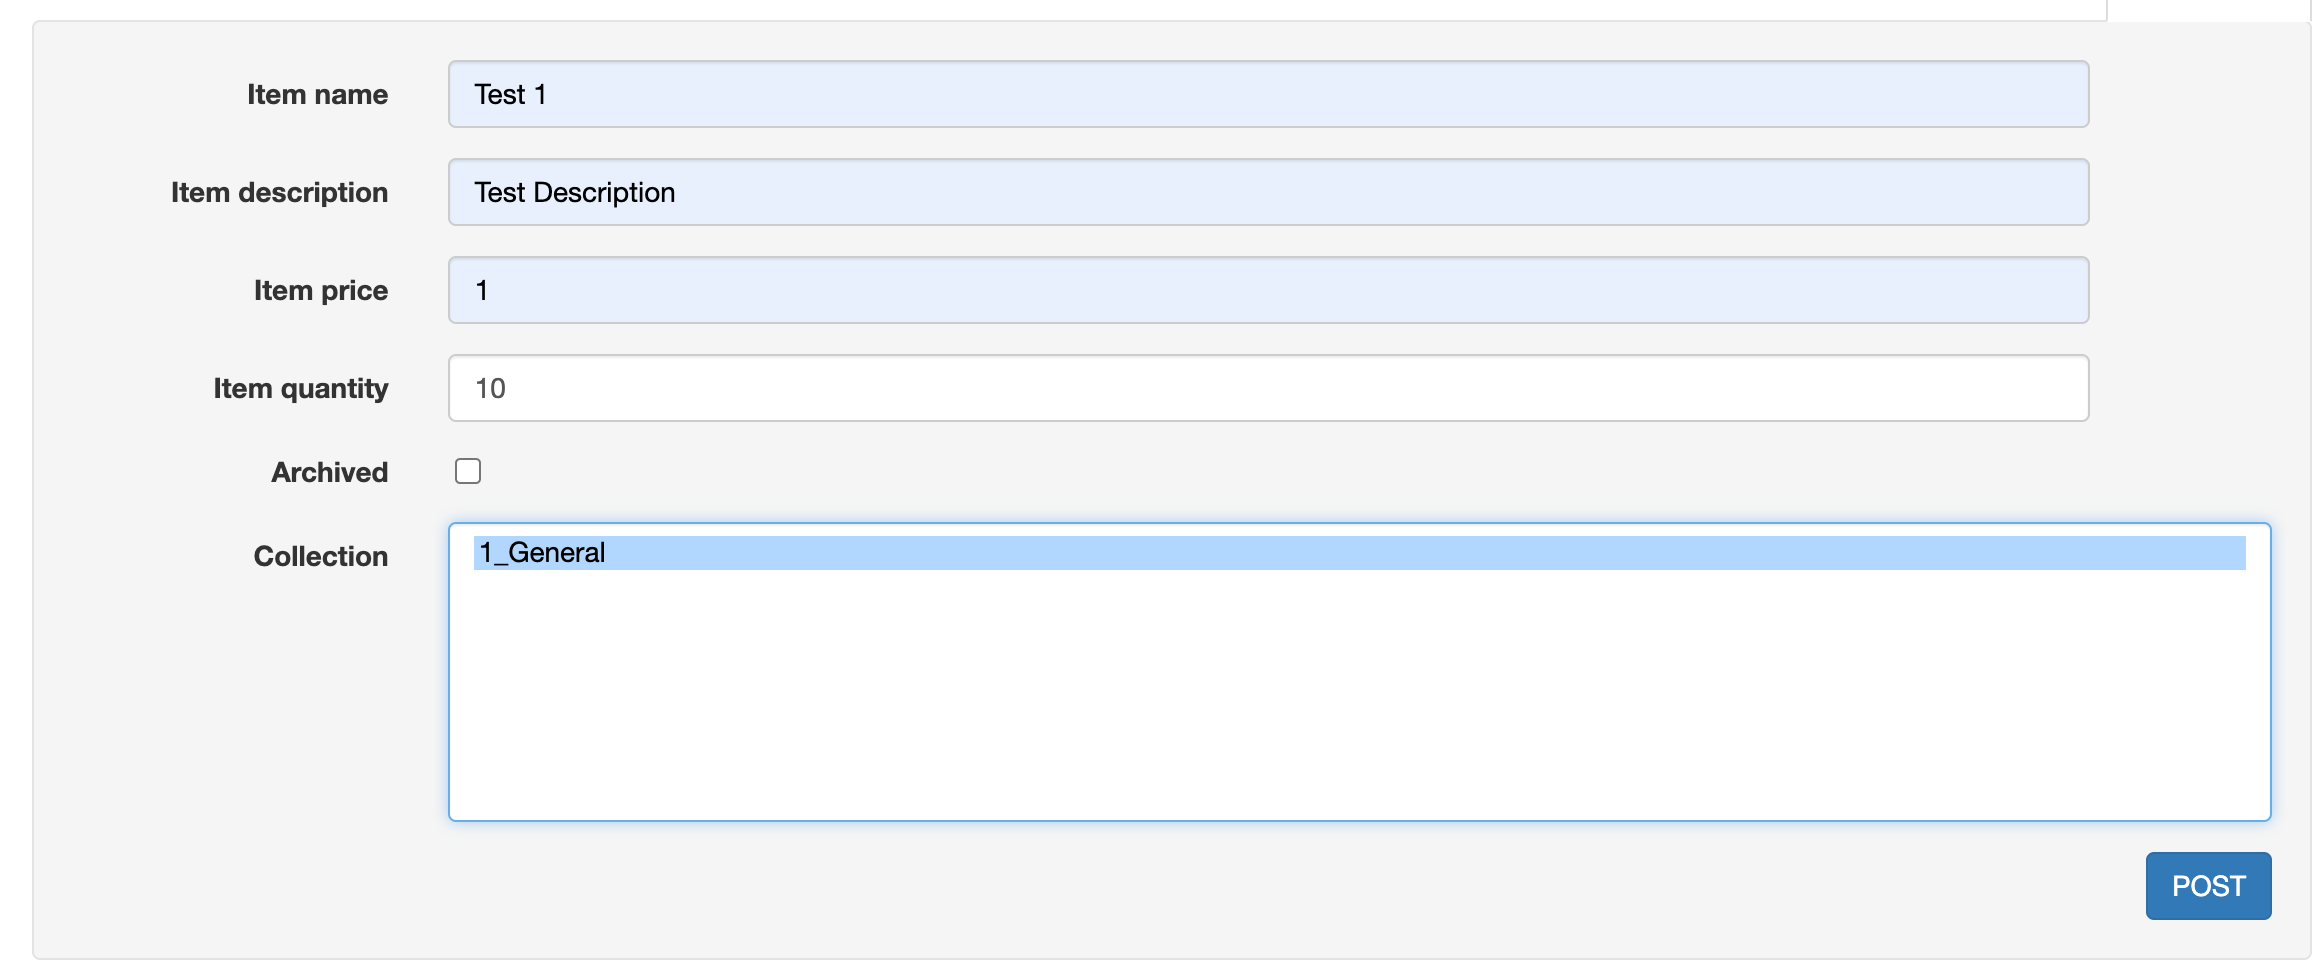 Item name
Test 1
Item description
Test Description
Item price
1
Item quantity
10
Archived
Collection
1_General
POST